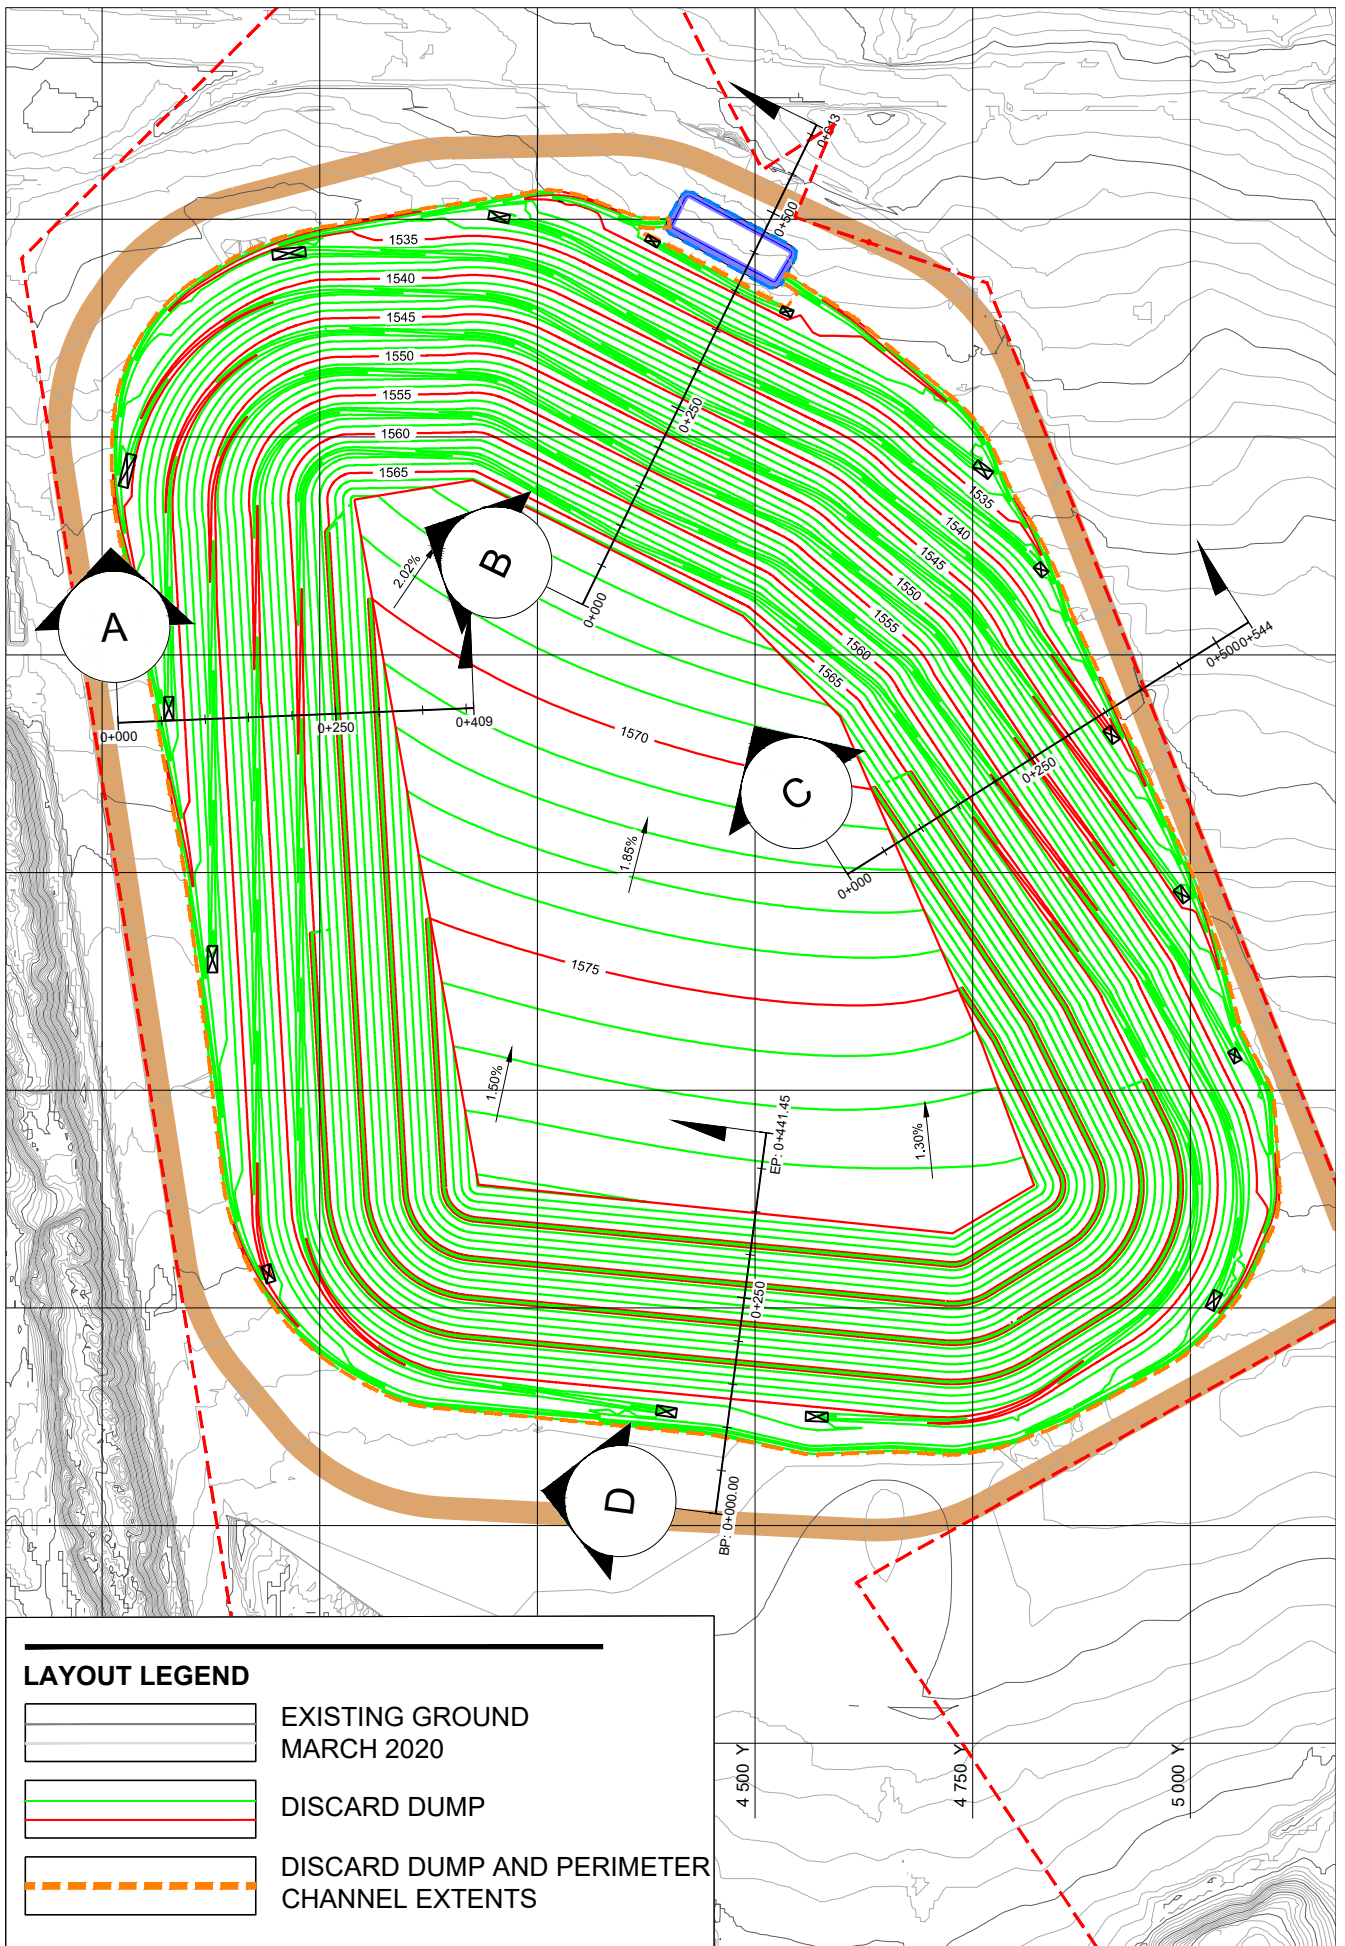 0+643
0+500
1535
1540
1545
1550
1555
1560
1565
0+250
1535
1540
1545
1550
1555
1560
1565
2.02%
B
0+000
A
0+5000+544
0+000
0+250
0+409
1570
C
0+250
1.85%
0+000
1575
1.50%
EP: 0+441.45
1.30%
0+250
D
BP: 0+000.00
LAYOUT LEGEND
EXISTING GROUND
MARCH 2020
DISCARD DUMP
DISCARD DUMP AND PERIMETER
CHANNEL EXTENTS
4 500 Y
4 750 Y
5 000 Y